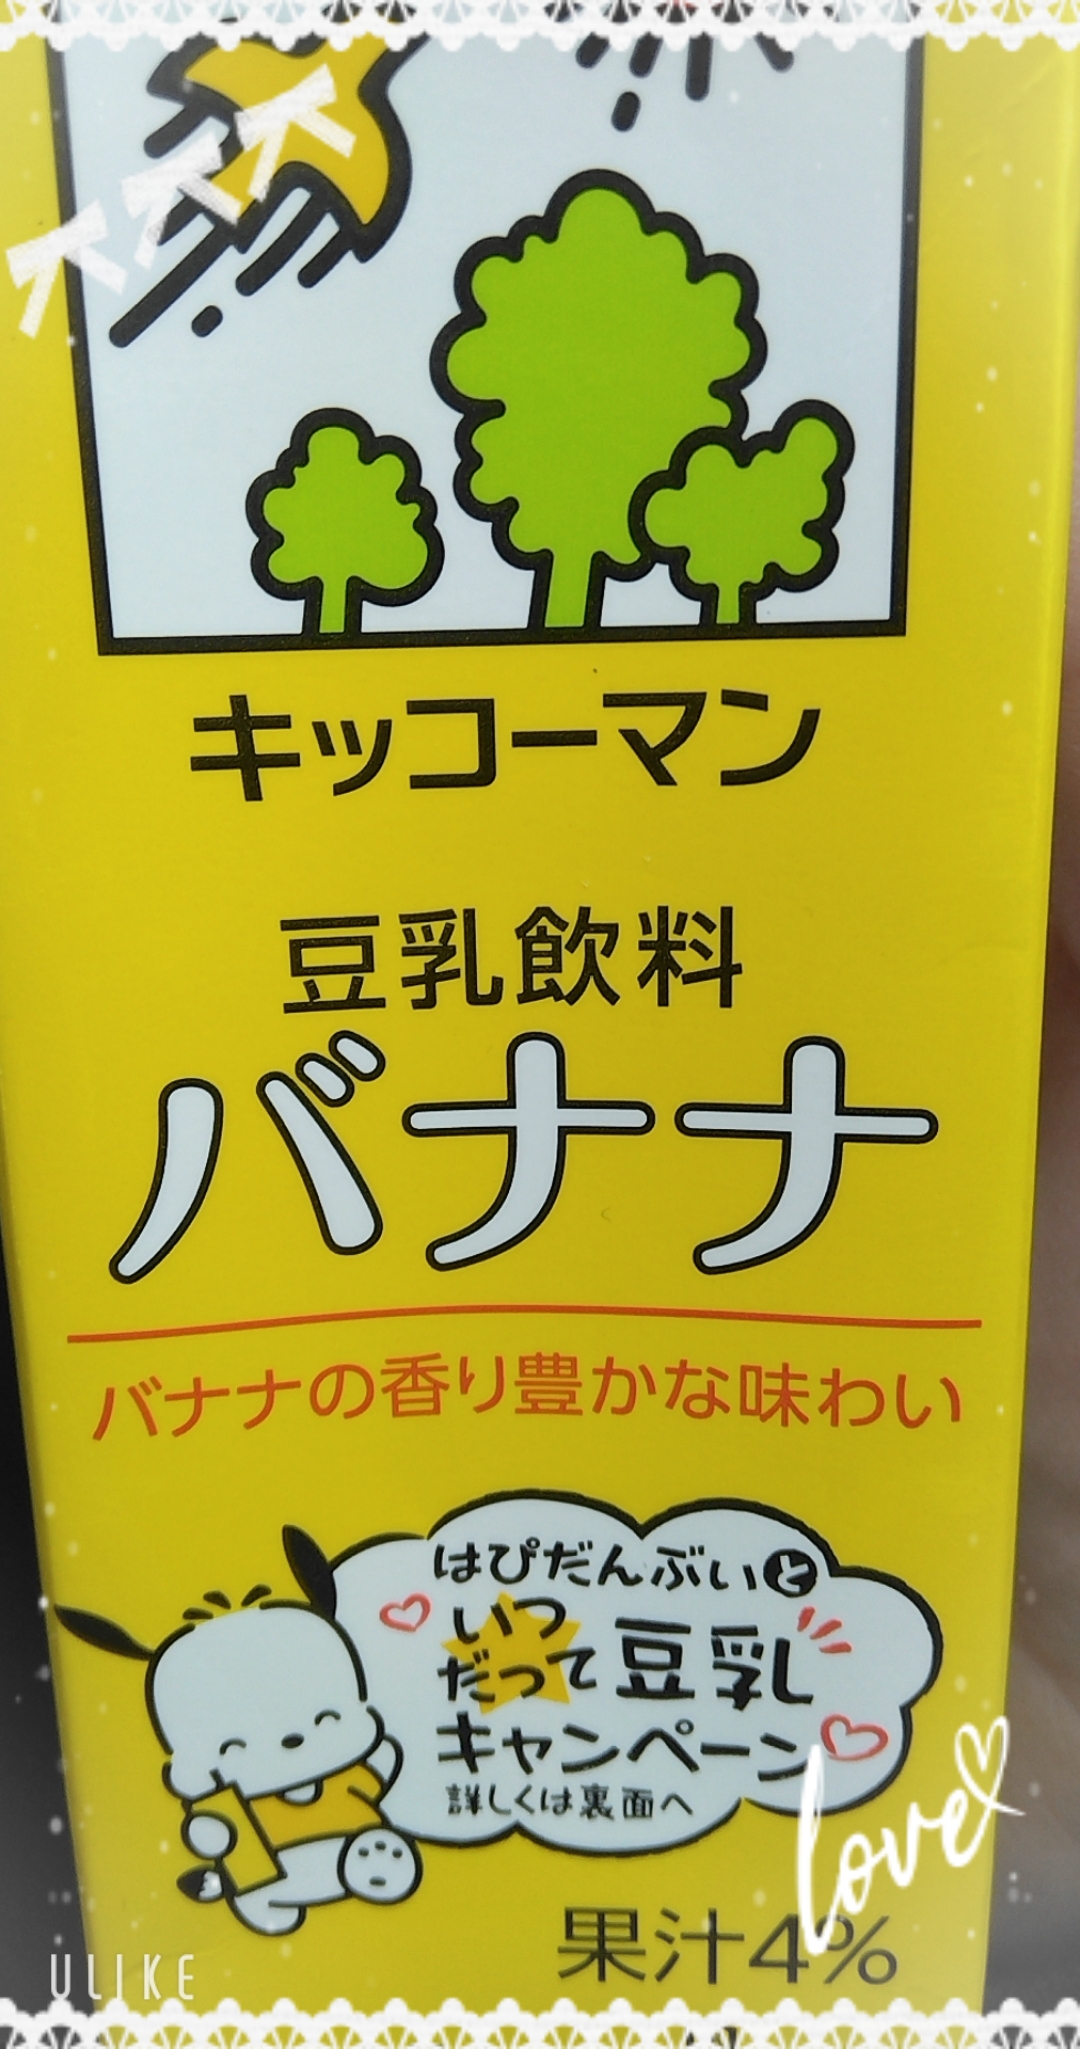 キッコーマン
豆乳飲料
バナナ
バナナの香り豊かな味わい
はぴだんぶいと
いつ
だって豆乳
キャンペーン
詳しくは裏面へ
love
果汁4%
ULIKE